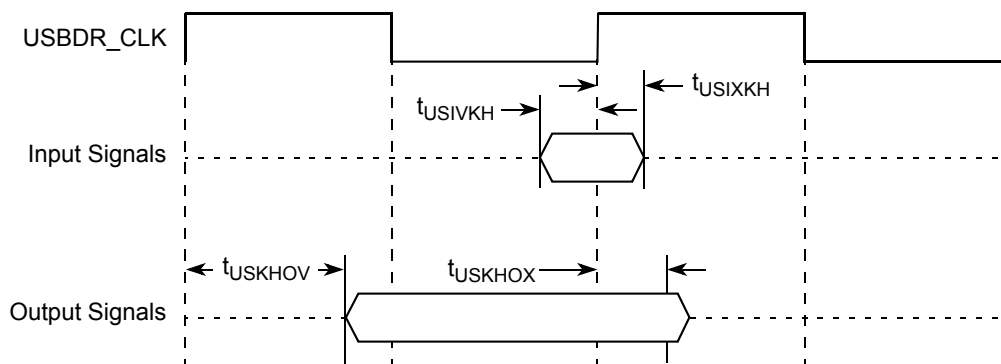 USBDR_CLK
tUSIXKH
tUSIVKH
Input Signals
tUSKHOV
tUSKHOX
Output Signals